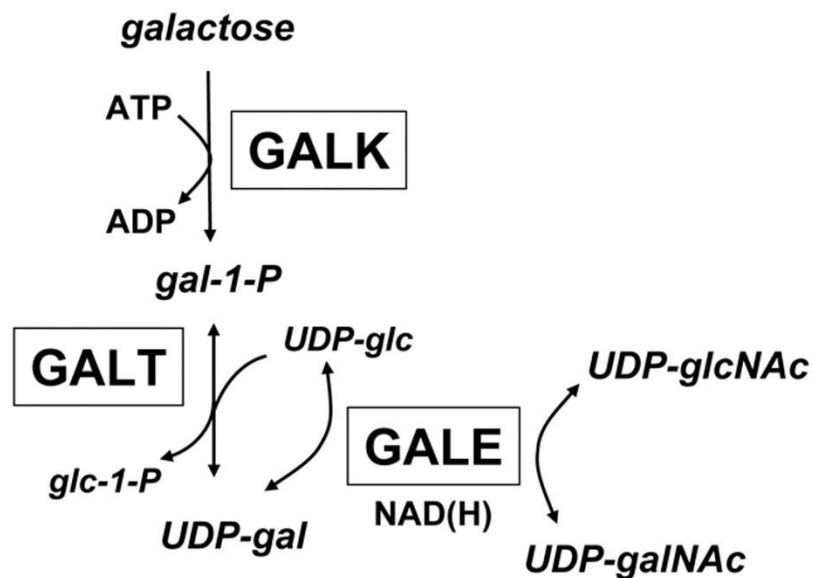 galactose
ATP
GALK
ADP
gal-1-P
UDP-glc
GALT
UDP-glcNAc
GALE
glc-1-P
NAD(H)
UDP-gal
UDP-galNAc